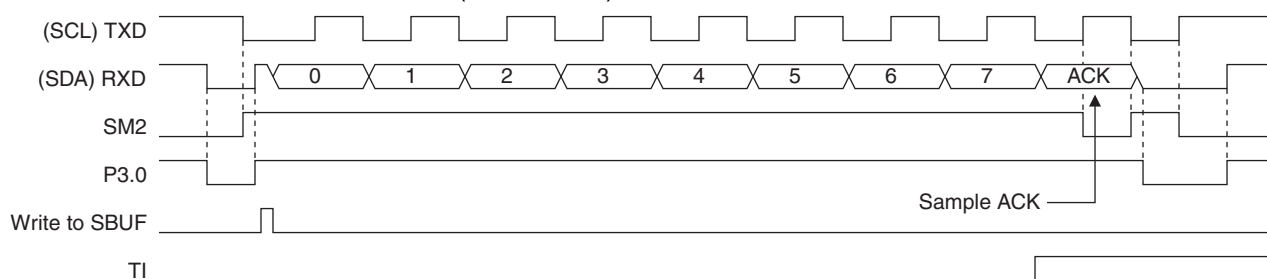 (SCL) TXD
(SDA) RXD 0 1 2 3 4 5 6 7 ACK
SM2
P3.0
Sample ACK
Write to SBUF
TI